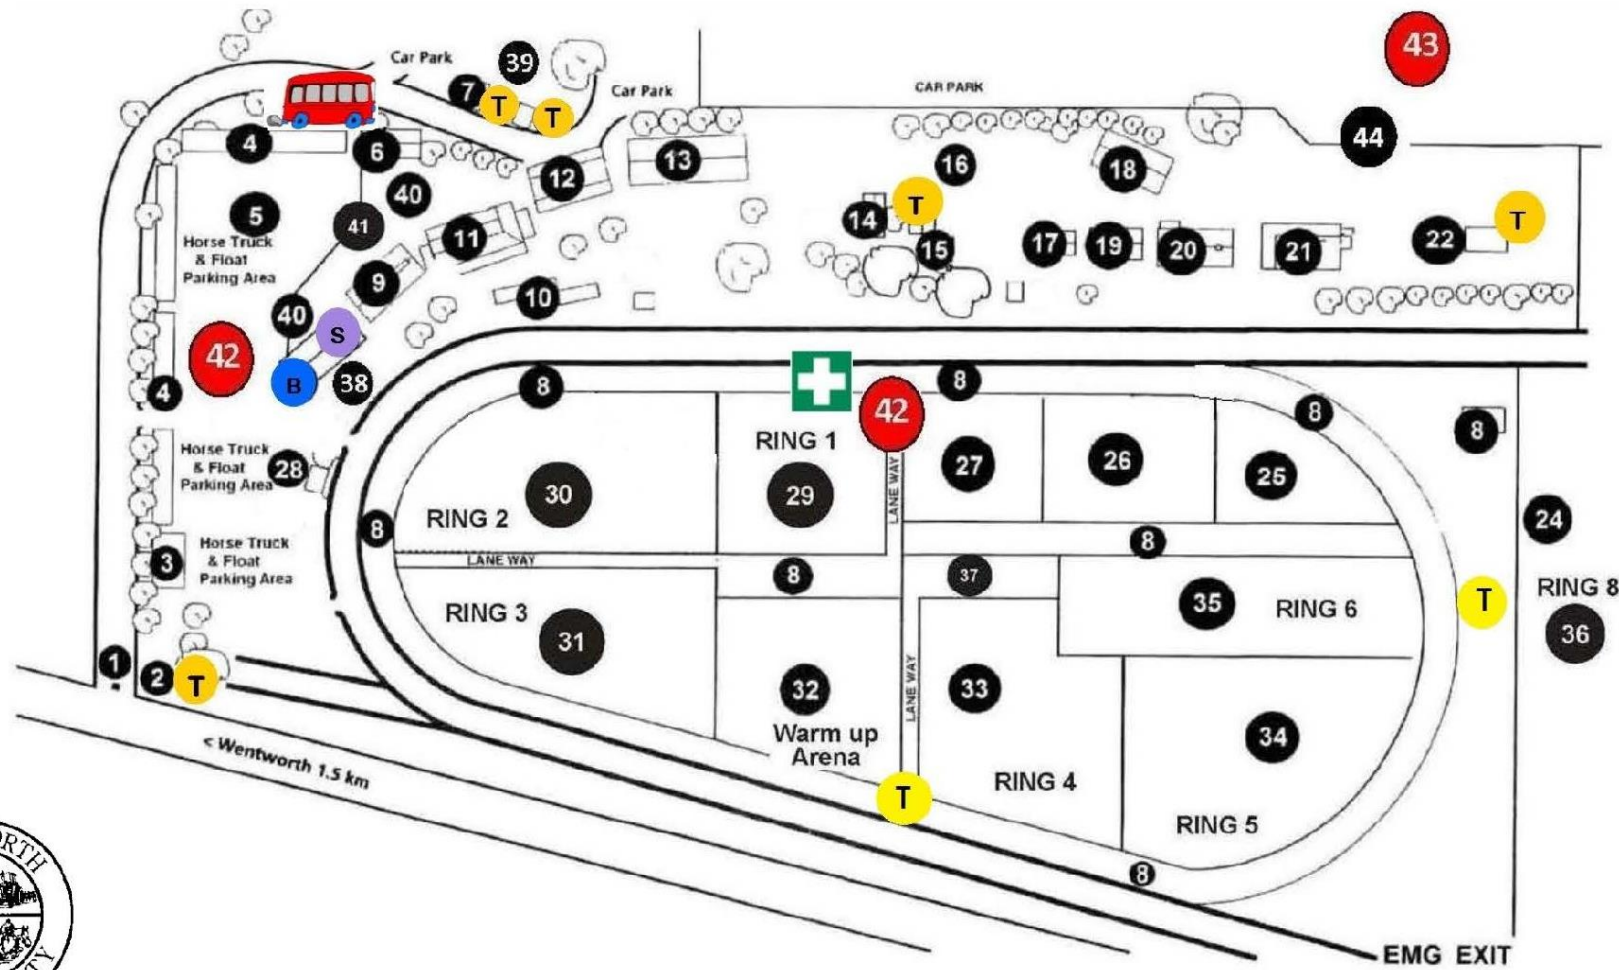 43
Car Park
39
7
T
T
Car Park
CAR PARK
44
4
6
12
13
16
18
40
5
41
11
14
T
15
17
19
20
21
22
T
Horse Truck
& Float
Parking Area
9
10
40
S
42
B
38
4
8
42
8
8
8
RING 1
Horse Truck
& Float
Parking Area
28
30
29
LANE WAY
27
26
25
24
RING 2
8
Horse Truck
& Float
Parking Area
3
LANE WAY
8
8
37
35
RING 6
T
RING 8
36
RING 3
31
1
2
T
32
Warm up
Arena
LANE WAY
33
34
< Wentworth 1.5 km
T
RING 4
RING 5
8
EMG EXIT